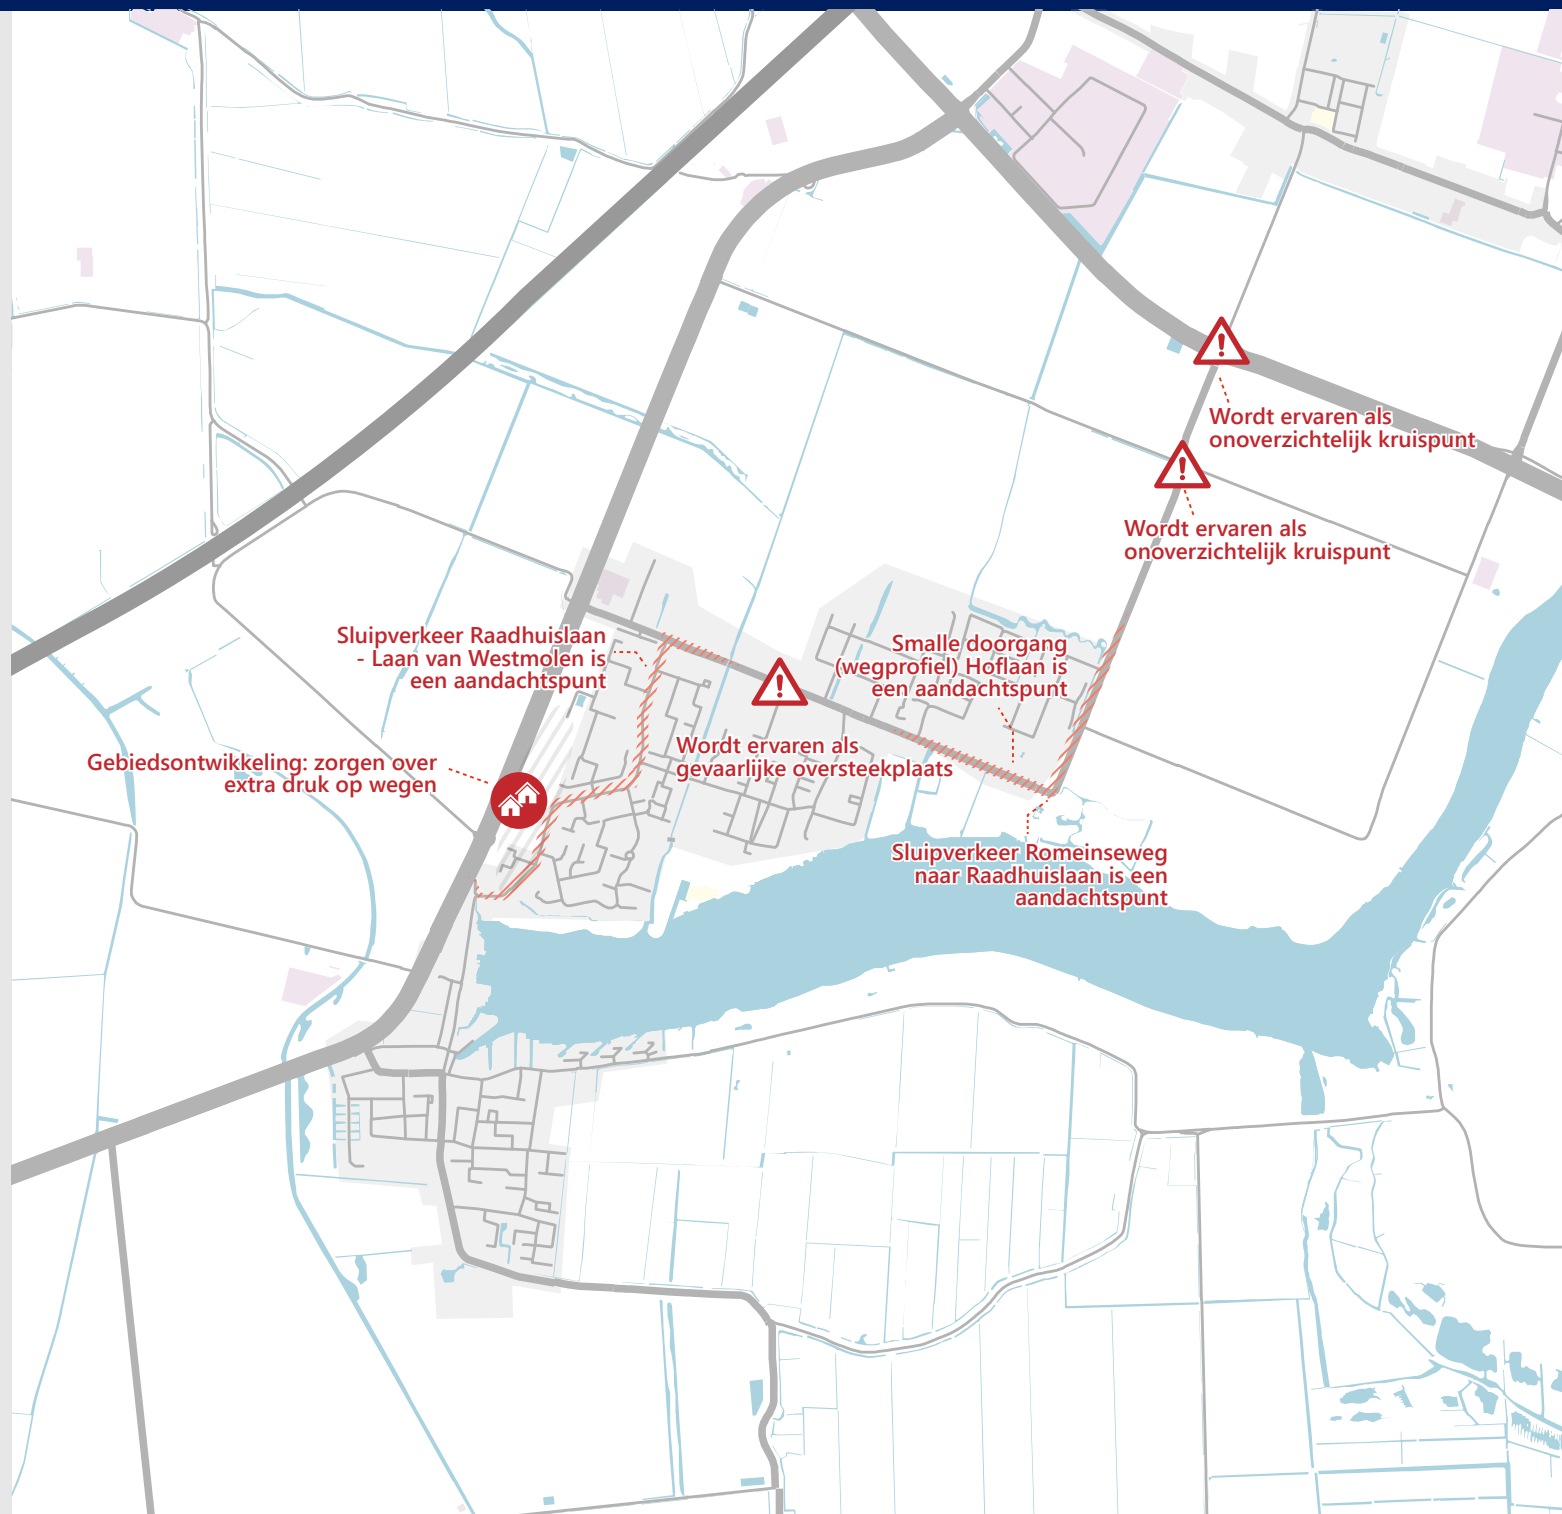 Wordt ervaren als
onoverzichtelijk kruispunt
Wordt ervaren als
onoverzichtelijk kruispunt
Sluipverkeer Raadhuislaan
- Laan van Westmolen is
een aandachtspunt
Smalle doorgang
(wegprofiel) Hoflaan is
een aandachtspunt
Wordt ervaren als
gevaarlijke oversteekplaats
Gebiedsontwikkeling: zorgen over
extra druk op wegen
Sluipverkeer Romeinseweg
naar Raadhuislaan is een
aandachtspunt